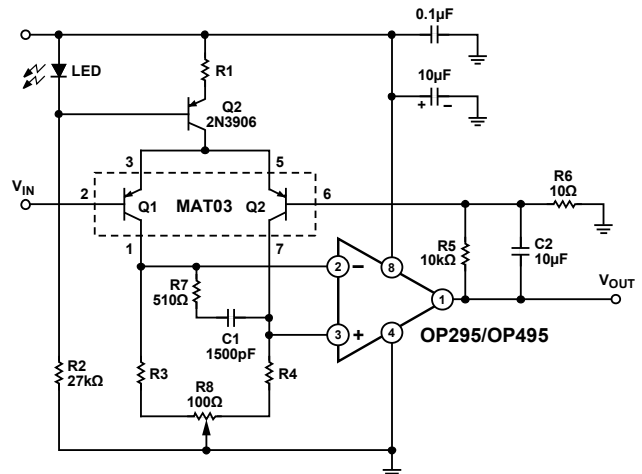 0.1µF
LED
R1
10µF
+ −
Q2
2N3906
3
5
R6
10Ω
VIN
2
6
Q1
MAT03
Q2
1
7
R5
10kΩ
C2
10µF
2
−
8
R7
510Ω
VOUT
1
3
+
4
OP295/OP495
C1
1500pF
R2
27kΩ
R3
R8
100Ω
R4